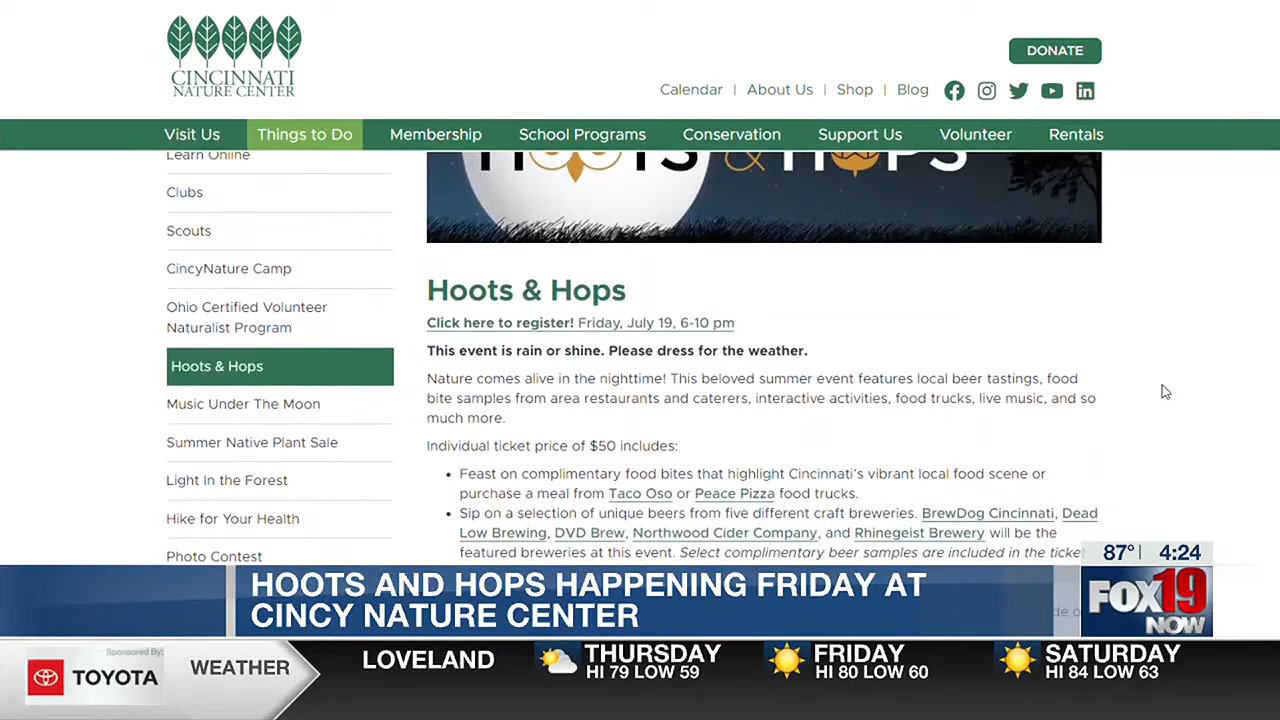 CINCINNATI
NATURE CENTER
DONATE
Calendar | About Us | Shop | Blog
Visit Us Things to Do Membership School Programs Conservation Support Us Volunteer Rentals
Learn Online
Clubs
Scouts
CincyNature Camp
Ohio Certified Volunteer
Naturalist Program
Hoots & Hops
Music Under The Moon
Summer Native Plant Sale
Light In the Forest
Hike for Your Health
Photo Contest
HOOTS & HOPS
Hoots & Hops
Click here to register! Friday, July 19, 6-10 pm
This event is rain or shine. Please dress for the weather.
Nature comes alive in the nighttime! This beloved summer event features local beer tastings, food
bite samples from area restaurants and caterers, interactive activities, food trucks, live music, and so
much more.
Individual ticket price of $50 includes:
• Feast on complimentary food bites that highlight Cincinnati's vibrant local food scene or
purchase a meal from Taco Oso or Peace Pizza food trucks.
• Sip on a selection of unique beers from five different craft breweries. BrewDog Cincinnati, Dead
Low Brewing, DVD Brew, Northwood Cider Company, and Rhinegeist Brewery will be the
featured breweries at this event. Select complimentary beer samples are included in the ticket
87° 4:24
HOOTS AND HOPS HAPPENING FRIDAY AT
CINCY NATURE CENTER
FOX19
NOW
Sponsored By:
TOYOTA
WEATHER
LOVELAND
THURSDAY
HI 79 LOW 59
FRIDAY
HI 80 LOW 60
SATURDAY
HI 84 LOW 63